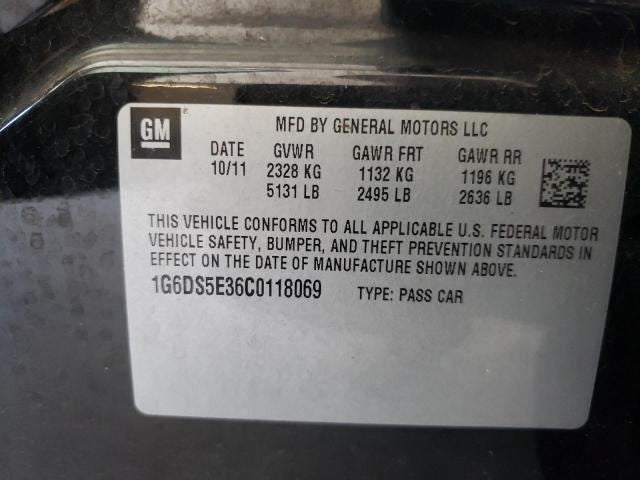 GM
MFD BY GENERAL MOTORS LLC
DATE GVWR GAWR FRT GAWR RR
10/11 2328 KG 1132 KG 1196 KG
5131 LB 2495 LB 2636 LB
THIS VEHICLE CONFORMS TO ALL APPLICABLE U.S. FEDERAL MOTOR
VEHICLE SAFETY, BUMPER, AND THEFT PREVENTION STANDARDS IN
EFFECT ON THE DATE OF MANUFACTURE SHOWN ABOVE.
1G6DS5E36C0118069 TYPE: PASS CAR